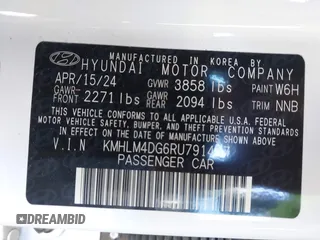 MANUFACTURED IN KOREA BY
HYUNDAI MOTOR COMPANY
APR/15/24 GVWR 3858 lbs PAINT W6H
GAWR- FRONT 2271 lbs GAWR- REAR 2094 lbs TRIM NNB
THIS VEHICLE CONFORMS TO ALL APPLICABLE U.S.A. FEDERAL
MOTOR VEHICLE SAFETY, BUMPER, AND THEFT PREVENTION
STANDARDS IN EFFECT ON THE DATE OF MANUFACTURE SHOWN ABOVE.
V.I.N KMHLM4DG6RU7914
PASSENGER CAR
DREAMBID